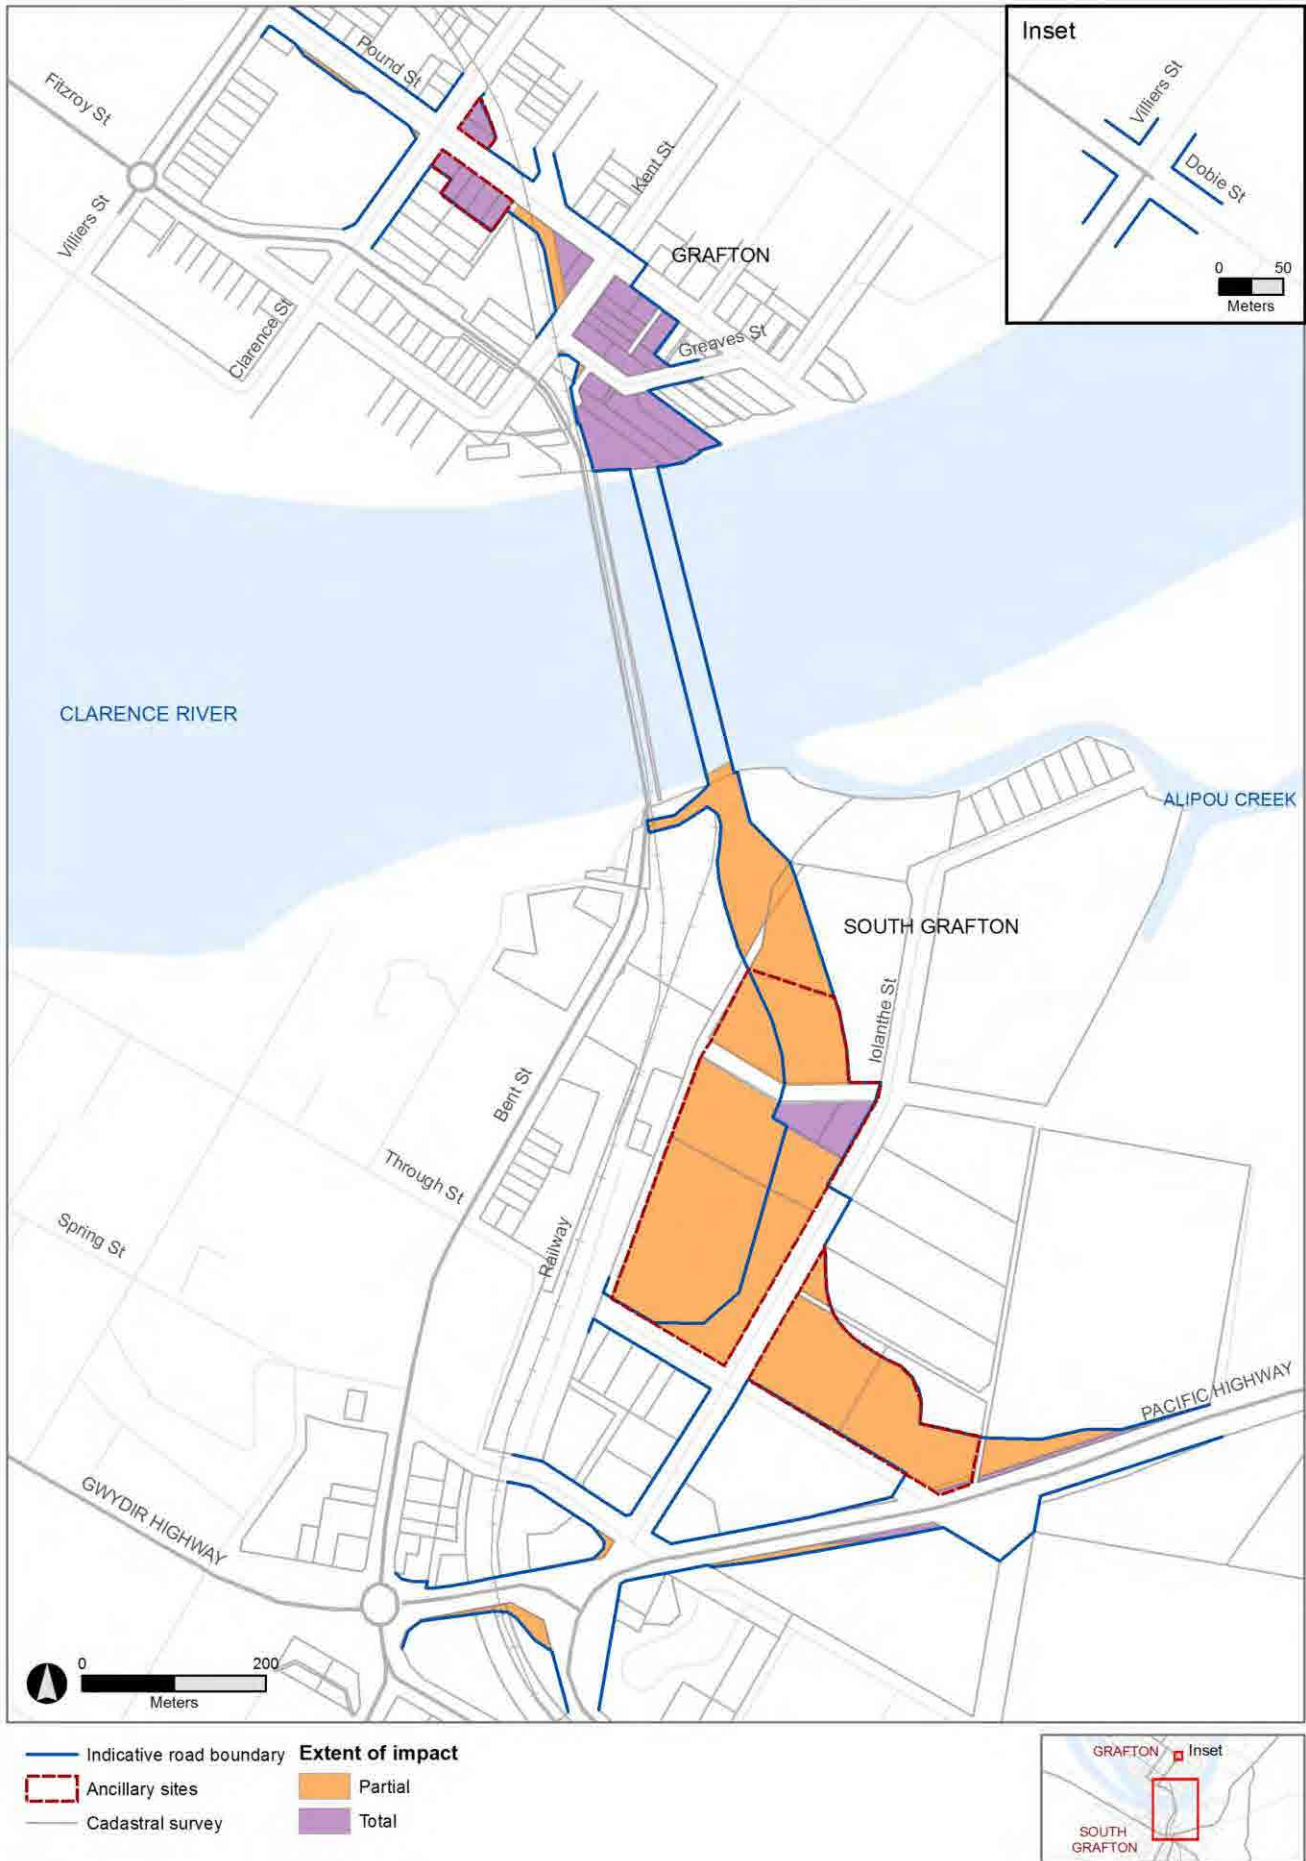 Inset
Villiers St
Dobie St
0 50
Meters
Pound St
Fitzroy St
Villiers St
Kent St
GRAFTON
Clarence St
Greaves St
CLARENCE RIVER
ALIPOU CREEK
SOUTH GRAFTON
Iolanthe St
Bent St
Through St
Spring St
Railway
PACIFIC HIGHWAY
GWYDIR HIGHWAY
0 200
Meters
Indicative road boundary
Ancillary sites
Cadastral survey
Extent of impact
Partial
Total
GRAFTON
Inset
SOUTH
GRAFTON